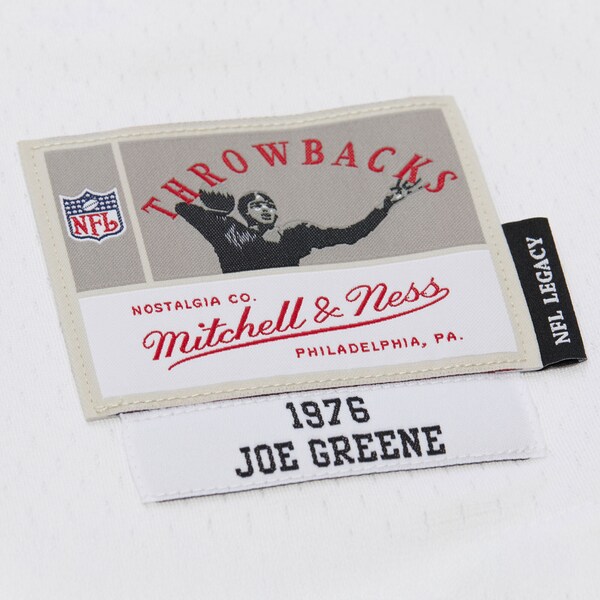 THROWBACKS
NFL
NOSTALGIA CO.
Mitchell & Ness
PHILADELPHIA, PA.
NFL LEGACY
1976
JOE GREENE